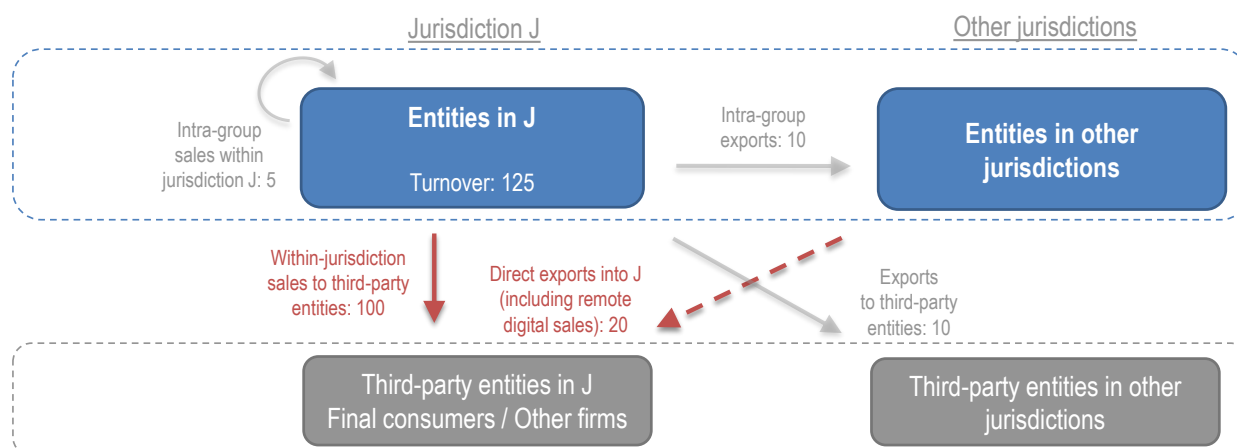 Jurisdiction J
Other jurisdictions
Intra-group
sales within
jurisdiction J: 5
Entities in J
Turnover: 125
Intra-group
exports: 10
Entities in other
jurisdictions
Within-jurisdiction
sales to third-party
entities: 100
Direct exports into J
(including remote
digital sales): 20
Exports
to third-party
entities: 10
Third-party entities in J
Final consumers / Other firms
Third-party entities in other
jurisdictions